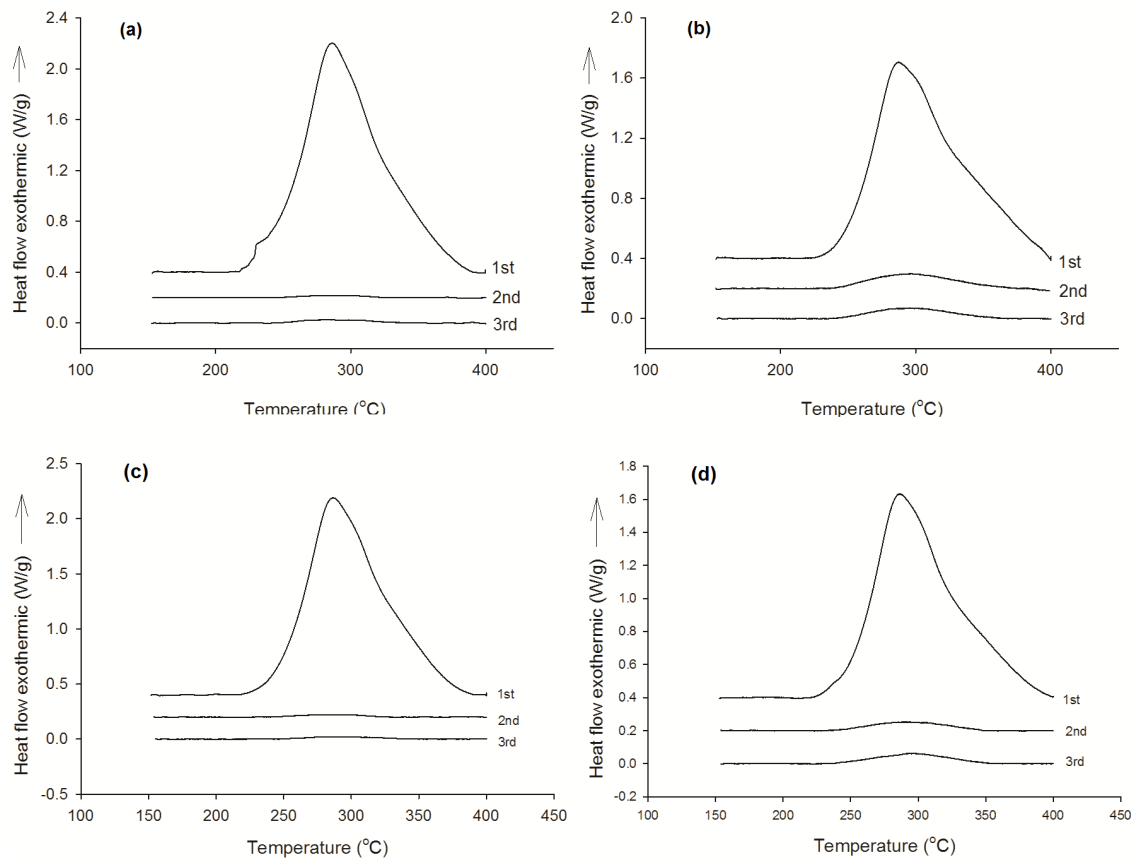 (a)
Heat flow exothermic (W/g)
2.4
2.0
1.6
1.2
0.8
0.4
0.0
1st
2nd
3rd
100 200 300 400
Temperature (°C)
(b)
Heat flow exothermic (W/g)
2.0
1.6
1.2
0.8
0.4
0.0
1st
2nd
3rd
100 200 300 400
Temperature (°C)
(c)
Heat flow exothermic (W/g)
2.5
2.0
1.5
1.0
0.5
0.0
-0.5
1st
2nd
3rd
100 150 200 250 300 350 400 450
Temperature (°C)
(d)
Heat flow exothermic (W/g)
1.8
1.6
1.4
1.2
1.0
0.8
0.6
0.4
0.2
0.0
-0.2
1st
2nd
3rd
100 150 200 250 300 350 400 450
Temperature (°C)